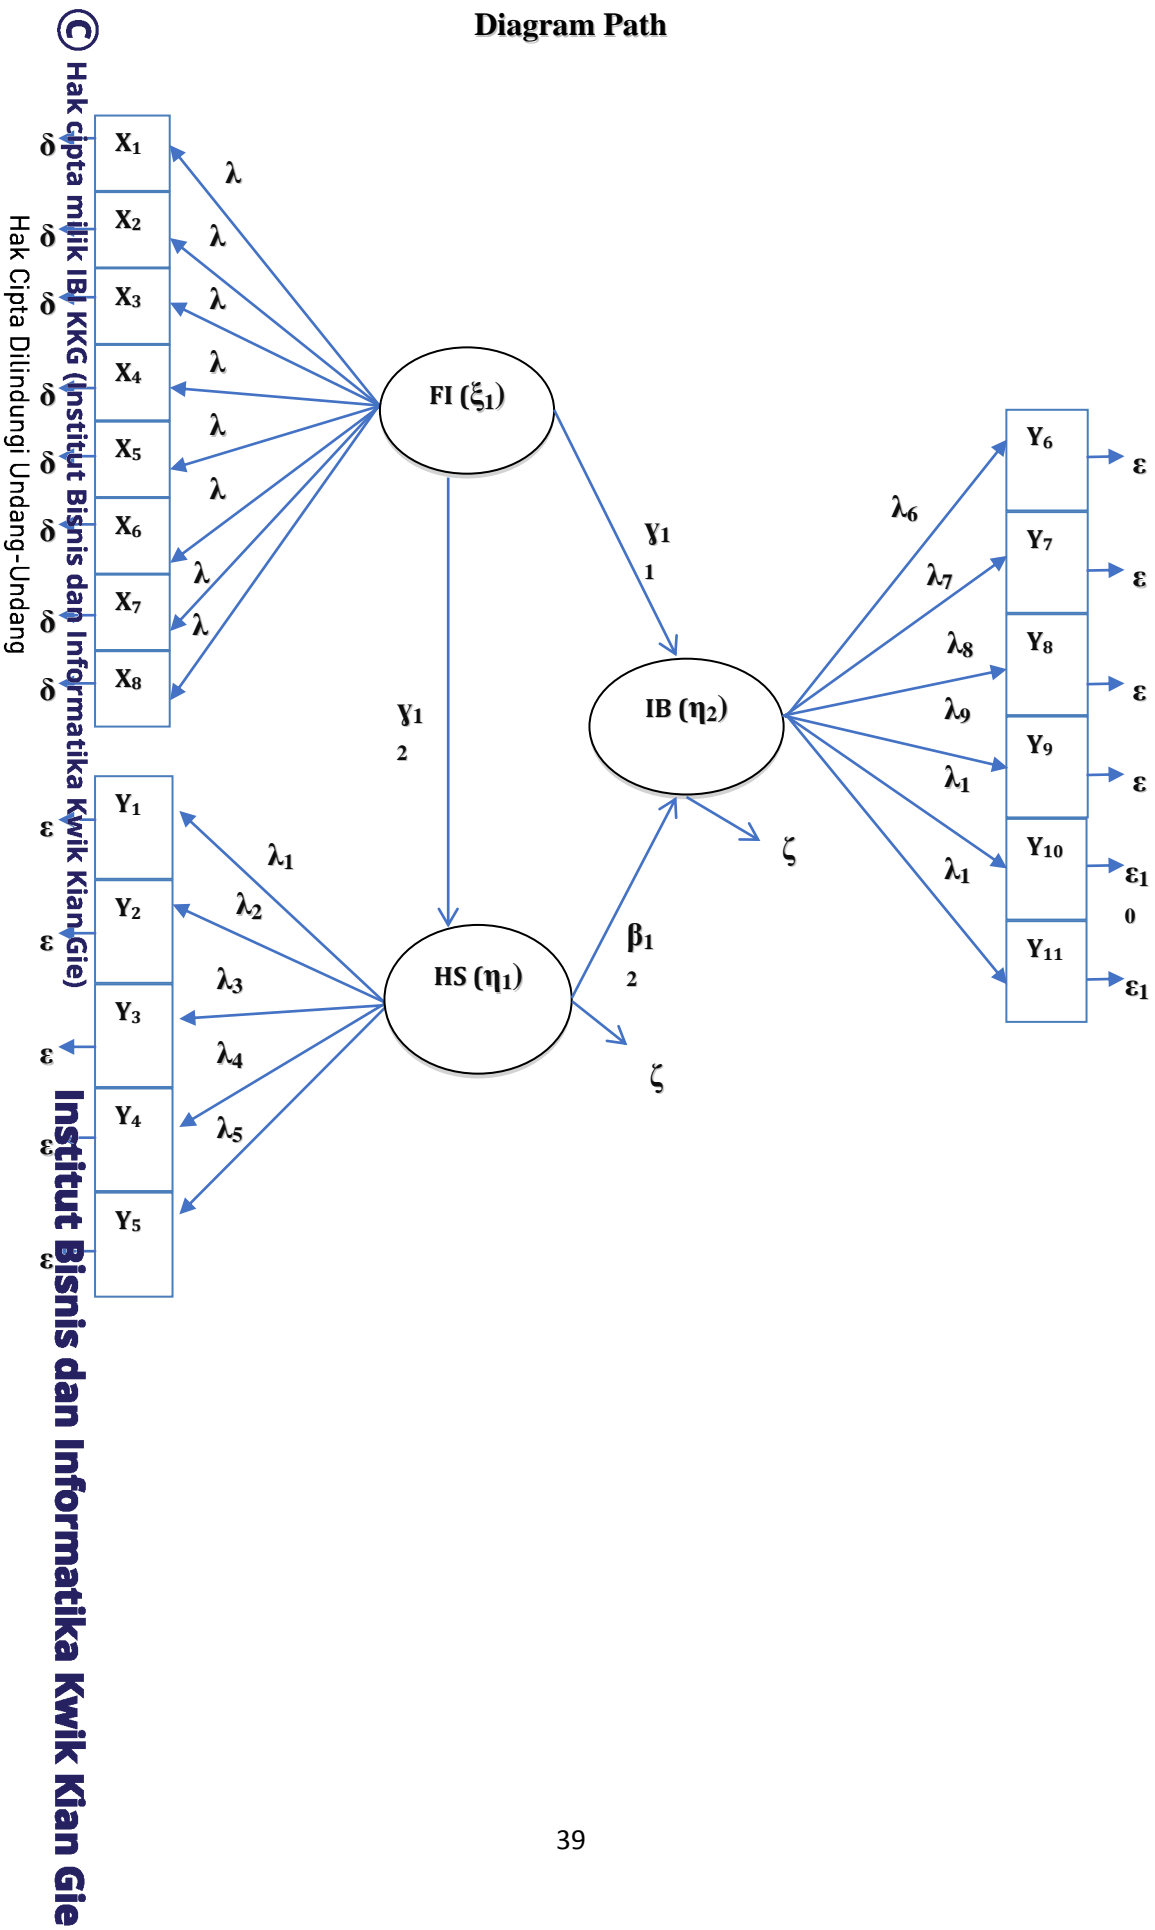 Diagram Path
© Hak cipta milik IBI KKG (Institut Bisnis dan Informatika Kwik Kian Gie)
Hak Cipta Dilindungi Undang-Undang
Institut Bisnis dan Informatika Kwik Kian Gie
δ X₁ λ
δ X₂ λ
δ X₃ λ
δ X₄ λ
δ X₅ λ
δ X₆ λ
δ X₇ λ
δ X₈ λ
FI (ξ₁)
ɣ1
1
ɣ1
2
IB (η₂)
ζ
β₁
2
HS (η₁)
ζ
ε Y₁ λ₁
ε Y₂ λ₂
ε Y₃ λ₃
ε Y₄ λ₄
ε Y₅ λ₅
λ₆ Y₆ ε
λ₇ Y₇ ε
λ₈ Y₈ ε
λ₉ Y₉ ε
λ₁ Y₁₀ ε₁
0
λ₁ Y₁₁ ε₁
39